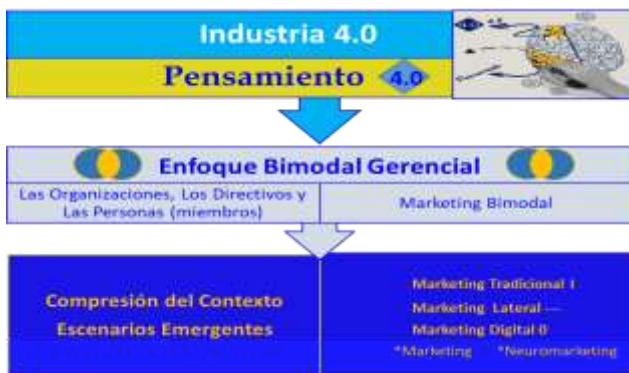 Industria 4.0
Pensamiento 4.0
Enfoque Bimodal Gerencial
Las Organizaciones, Los Directivos y
Las Personas (miembros)
Marketing Bimodal
Compresión del Contexto
Escenarios Emergentes
Marketing Tradicional I
Marketing Lateral ---
Marketing Digital 0
*Marketing *Neuromarketing